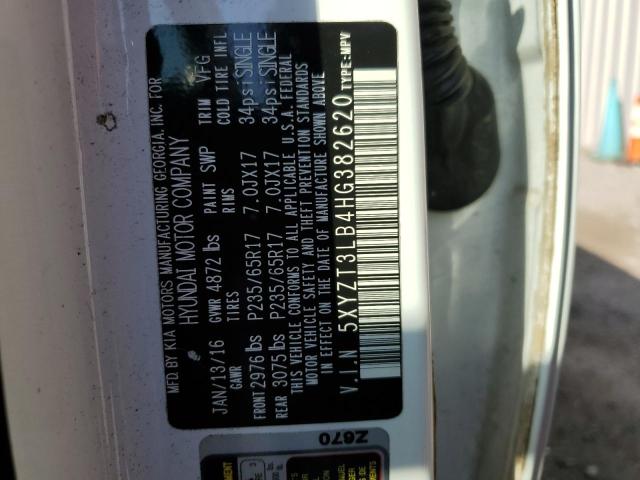 MFD BY KIA MOTORS MANUFACTURING GEORGIA, INC. FOR
HYUNDAI MOTOR COMPANY
JAN/13/16 GVWR 4872 lbs PAINT SWP TRIM VFG
GAWR TIRES RIMS COLD TIRE INFL
FRONT 2976 lbs P235/65R17 7.0JX17 34psi SINGLE
REAR 3075 lbs P235/65R17 7.0JX17 34psi SINGLE
THIS VEHICLE CONFORMS TO ALL APPLICABLE U.S.A. FEDERAL
MOTOR VEHICLE SAFETY AND THEFT PREVENTION STANDARDS
IN EFFECT ON THE DATE OF MANUFACTURE SHOWN ABOVE
V.I.N 5XYZT3LB4HG382620 TYPE:MPV
Z670